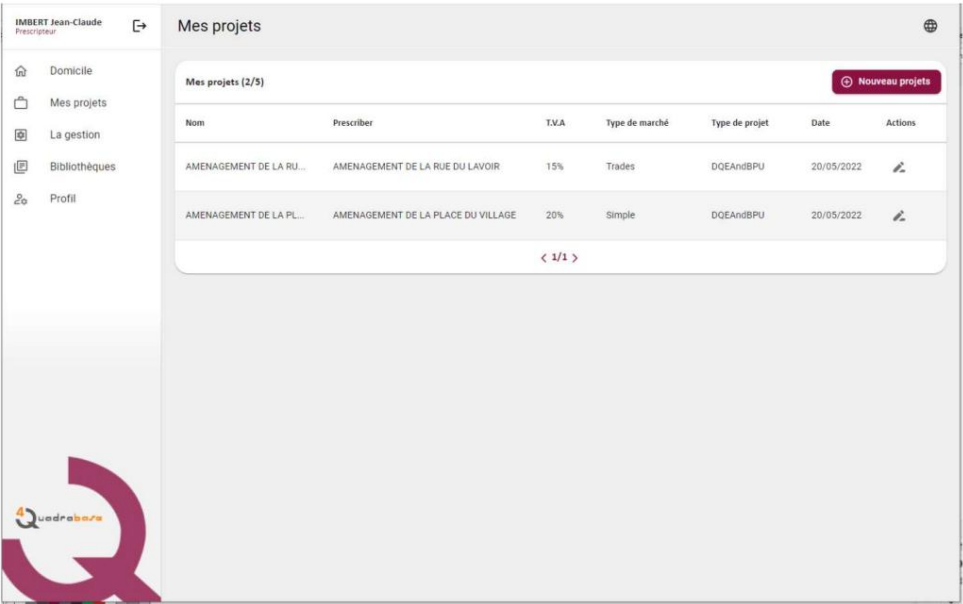 IMBERT Jean-Claude
Prescripteur
Mes projets
Domicile
Mes projets
La gestion
Bibliothèques
Profil
Mes projets (2/5)
Nouveau projets
Nom Prescriber T.V.A Type de marché Type de projet Date Actions
AMENAGEMENT DE LA RU... AMENAGEMENT DE LA RUE DU LAVOIR 15% Trades DQEAndBPU 20/05/2022
AMENAGEMENT DE LA PL... AMENAGEMENT DE LA PLACE DU VILLAGE 20% Simple DQEAndBPU 20/05/2022
< 1/1 >
4Quadrabase